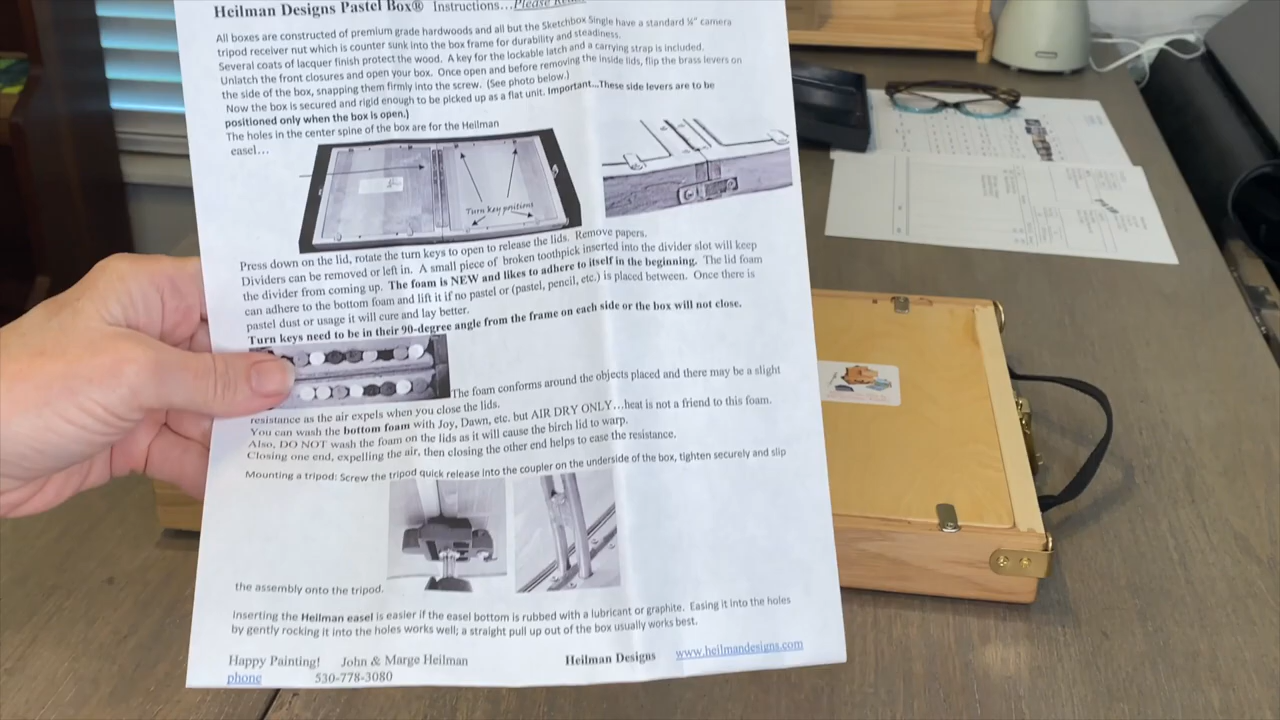 Heilman Designs Pastel Box® Instructions...Please
All boxes are constructed of premium grade hardwoods and all but the Sketchbox Single have a standard ¼" camera
tripod receiver nut which is counter sunk into the box frame for durability and steadiness.
Several coats of lacquer finish protect the wood. A key for the lockable latch and a carrying strap is included.
Unlatch the front closures and open your box. Once open and before removing the inside lids, flip the brass levers on
the side of the box, snapping them firmly into the screw. (See photo below.)
Now the box is secured and rigid enough to be picked up as a flat unit. Important...These side levers are to be
positioned only when the box is open.)
The holes in the center spine of the box are for the Heilman
easel...
Turn key positions
Press down on the lid, rotate the turn keys to open to release the lids. Remove papers.
Dividers can be removed or left in. A small piece of broken toothpick inserted into the divider slot will keep
the divider from coming up. The foam is NEW and likes to adhere to itself in the beginning. The lid foam
can adhere to the bottom foam and lift it if no pastel or (pastel, pencil, etc.) is placed between. Once there is
pastel dust or usage it will cure and lay better.
Turn keys need to be in their 90-degree angle from the frame on each side or the box will not close.
The foam conforms around the objects placed and there may be a slight
resistance as the air expels when you close the lids.
You can wash the bottom foam with Joy, Dawn, etc. but AIR DRY ONLY...heat is not a friend to this foam.
Also, DO NOT wash the foam on the lids as it will cause the birch lid to warp.
Closing one end, expelling the air, then closing the other end helps to ease the resistance.
Mounting a tripod: Screw the tripod quick release into the coupler on the underside of the box, tighten securely and slip
the assembly onto the tripod.
Inserting the Heilman easel is easier if the easel bottom is rubbed with a lubricant or graphite. Easing it into the holes
by gently rocking it into the holes works well; a straight pull up out of the box usually works best.
Happy Painting! John & Marge Heilman Heilman Designs www.heilmandesigns.com
phone 530-778-3080